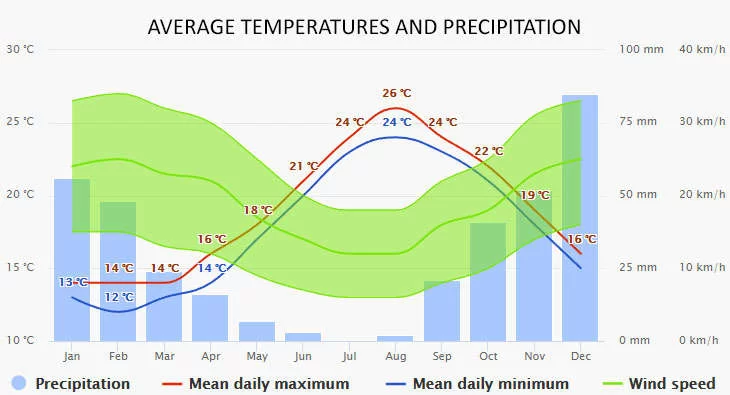 AVERAGE TEMPERATURES AND PRECIPITATION
30 °C 100 mm 40 km/h
26 °C
25 °C 24 °C 24 °C 24 °C 75 mm 30 km/h
22 °C
21 °C
20 °C 19 °C 50 mm 20 km/h
18 °C
16 °C 16 °C
15 °C 14 °C 14 °C 14 °C 25 mm 10 km/h
13 °C
12 °C
10 °C 0 mm 0 km/h
Jan Feb Mar Apr May Jun Jul Aug Sep Oct Nov Dec
Precipitation Mean daily maximum Mean daily minimum Wind speed